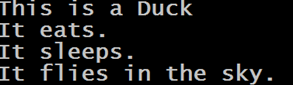 This is a Duck
It eats.
It sleeps.
It flies in the sky.